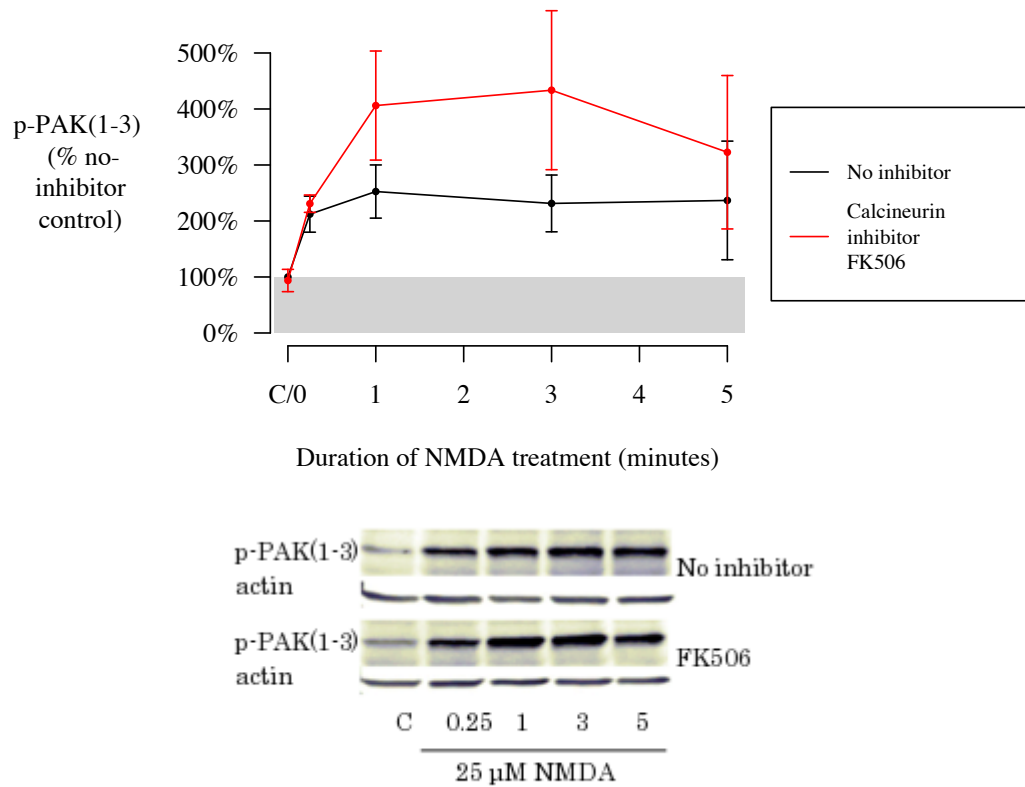 500%
400%
300%
200%
100%
0%
p-PAK(1-3)
(% no-
inhibitor
control)
No inhibitor
Calcineurin
inhibitor
FK506
C/0 1 2 3 4 5
Duration of NMDA treatment (minutes)
p-PAK(1-3)
No inhibitor
actin
p-PAK(1-3)
FK506
actin
C 0.25 1 3 5
25 µM NMDA